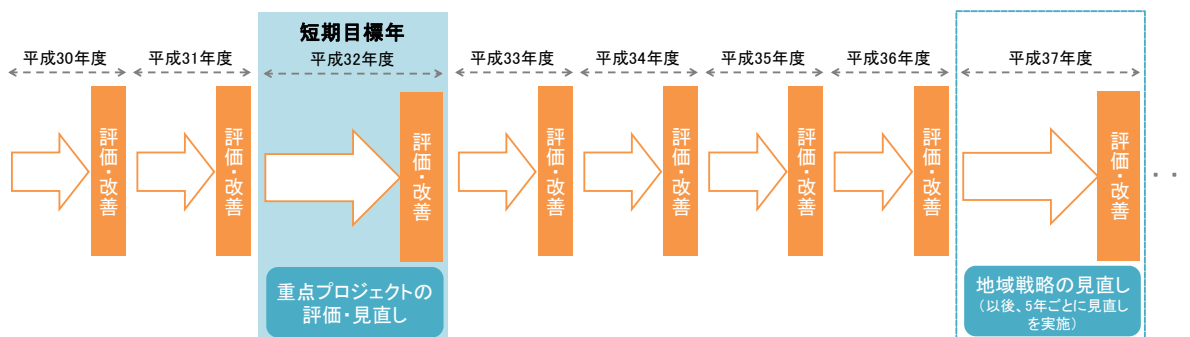 短期目標年
平成30年度
平成31年度
平成32年度
平成33年度
平成34年度
平成35年度
平成36年度
平成37年度
評価・改善
評価・改善
評価・改善
評価・改善
評価・改善
評価・改善
評価・改善
評価・改善
・・
重点プロジェクトの
評価・見直し
地域戦略の見直し
（以後、5年ごとに見直し
を実施）